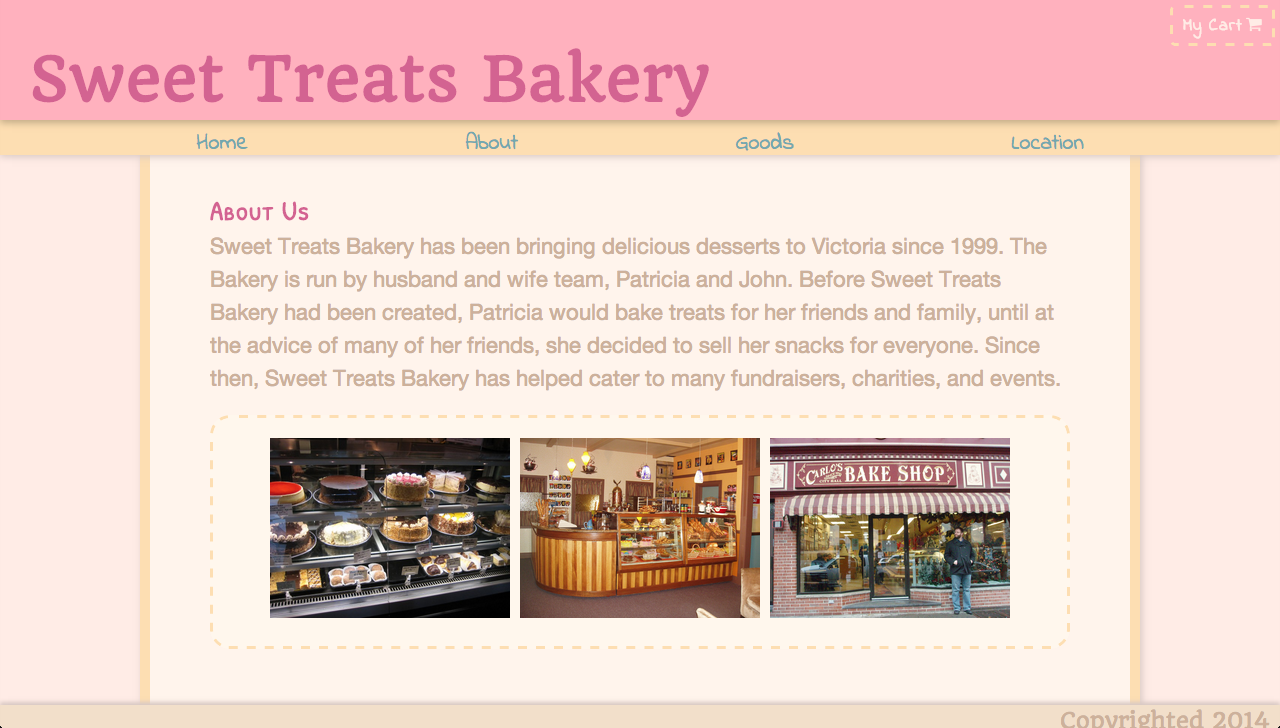 My Cart
Sweet Treats Bakery
Home About Goods Location
About Us
Sweet Treats Bakery has been bringing delicious desserts to Victoria since 1999. The
Bakery is run by husband and wife team, Patricia and John. Before Sweet Treats
Bakery had been created, Patricia would bake treats for her friends and family, until at
the advice of many of her friends, she decided to sell her snacks for everyone. Since
then, Sweet Treats Bakery has helped cater to many fundraisers, charities, and events.
CARLO'S BAKE SHOP
CITY HALL
Copyrighted 2014